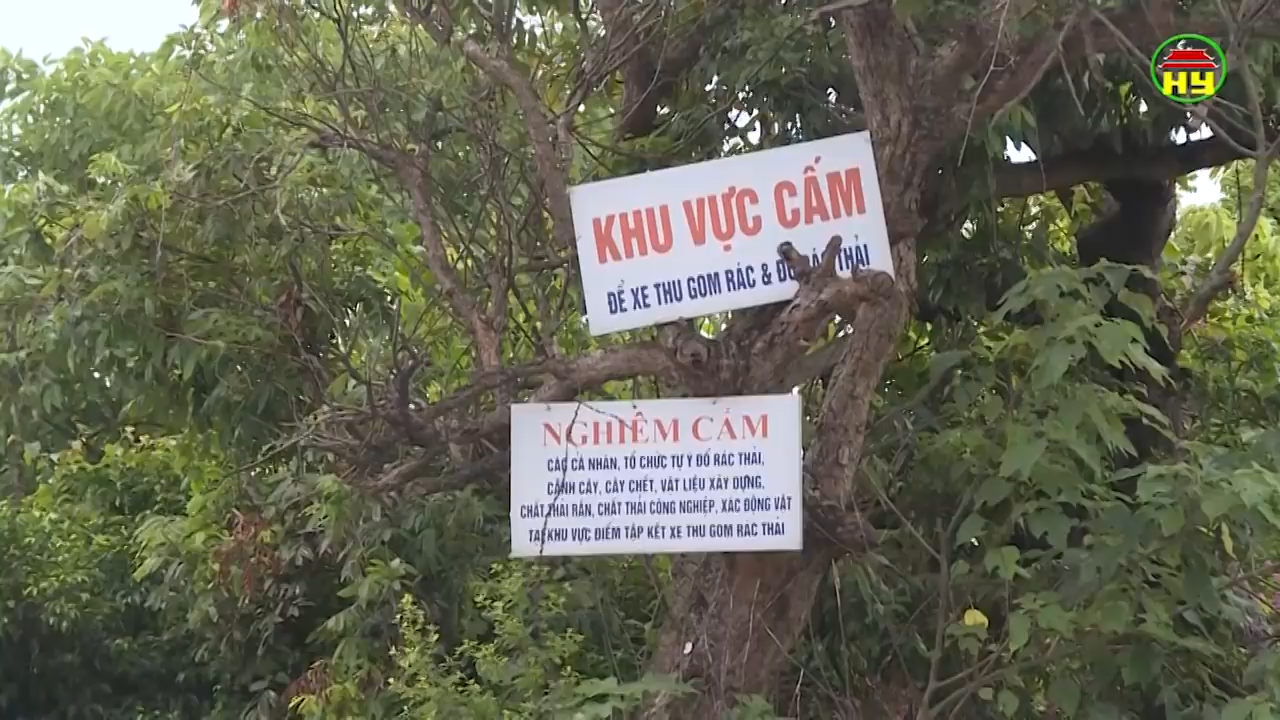 HY
KHU VỰC CẤM
ĐỂ XE THU GOM RÁC & ĐỔ RÁC THẢI
NGHIÊM CẤM
CÁC CÁ NHÂN, TỔ CHỨC TỰ Ý ĐỔ RÁC THẢI,
CÀNH CÂY, CÂY CHẾT, VẬT LIỆU XÂY DỰNG,
CHẤT THẢI RẮN, CHẤT THẢI CÔNG NGHIỆP, XÁC ĐỘNG VẬT
TẠI KHU VỰC ĐIỂM TẬP KẾT XE THU GOM RÁC THẢI